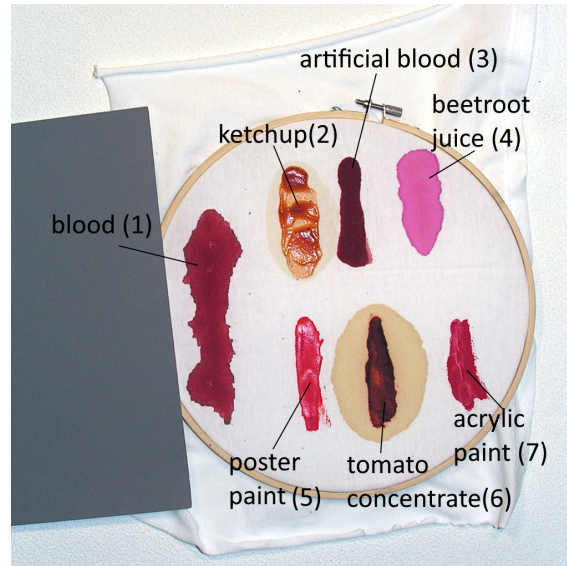 artificial blood (3)
beetroot
juice (4)
ketchup(2)
blood (1)
poster
paint (5)
tomato
concentrate(6)
acrylic
paint (7)